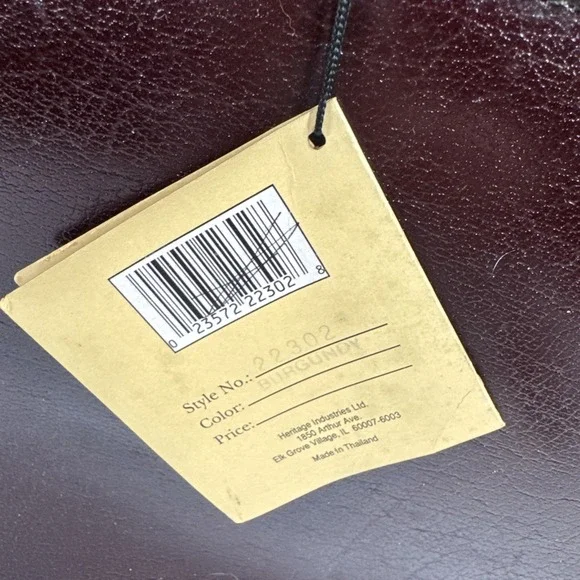 0 23572 22302 8
Style No.: 22302
Color: BURGUNDY
Price:
Heritage Industries Ltd.
1850 Arthur Ave.
Elk Grove Village, IL 60007-6003
Made In Thailand